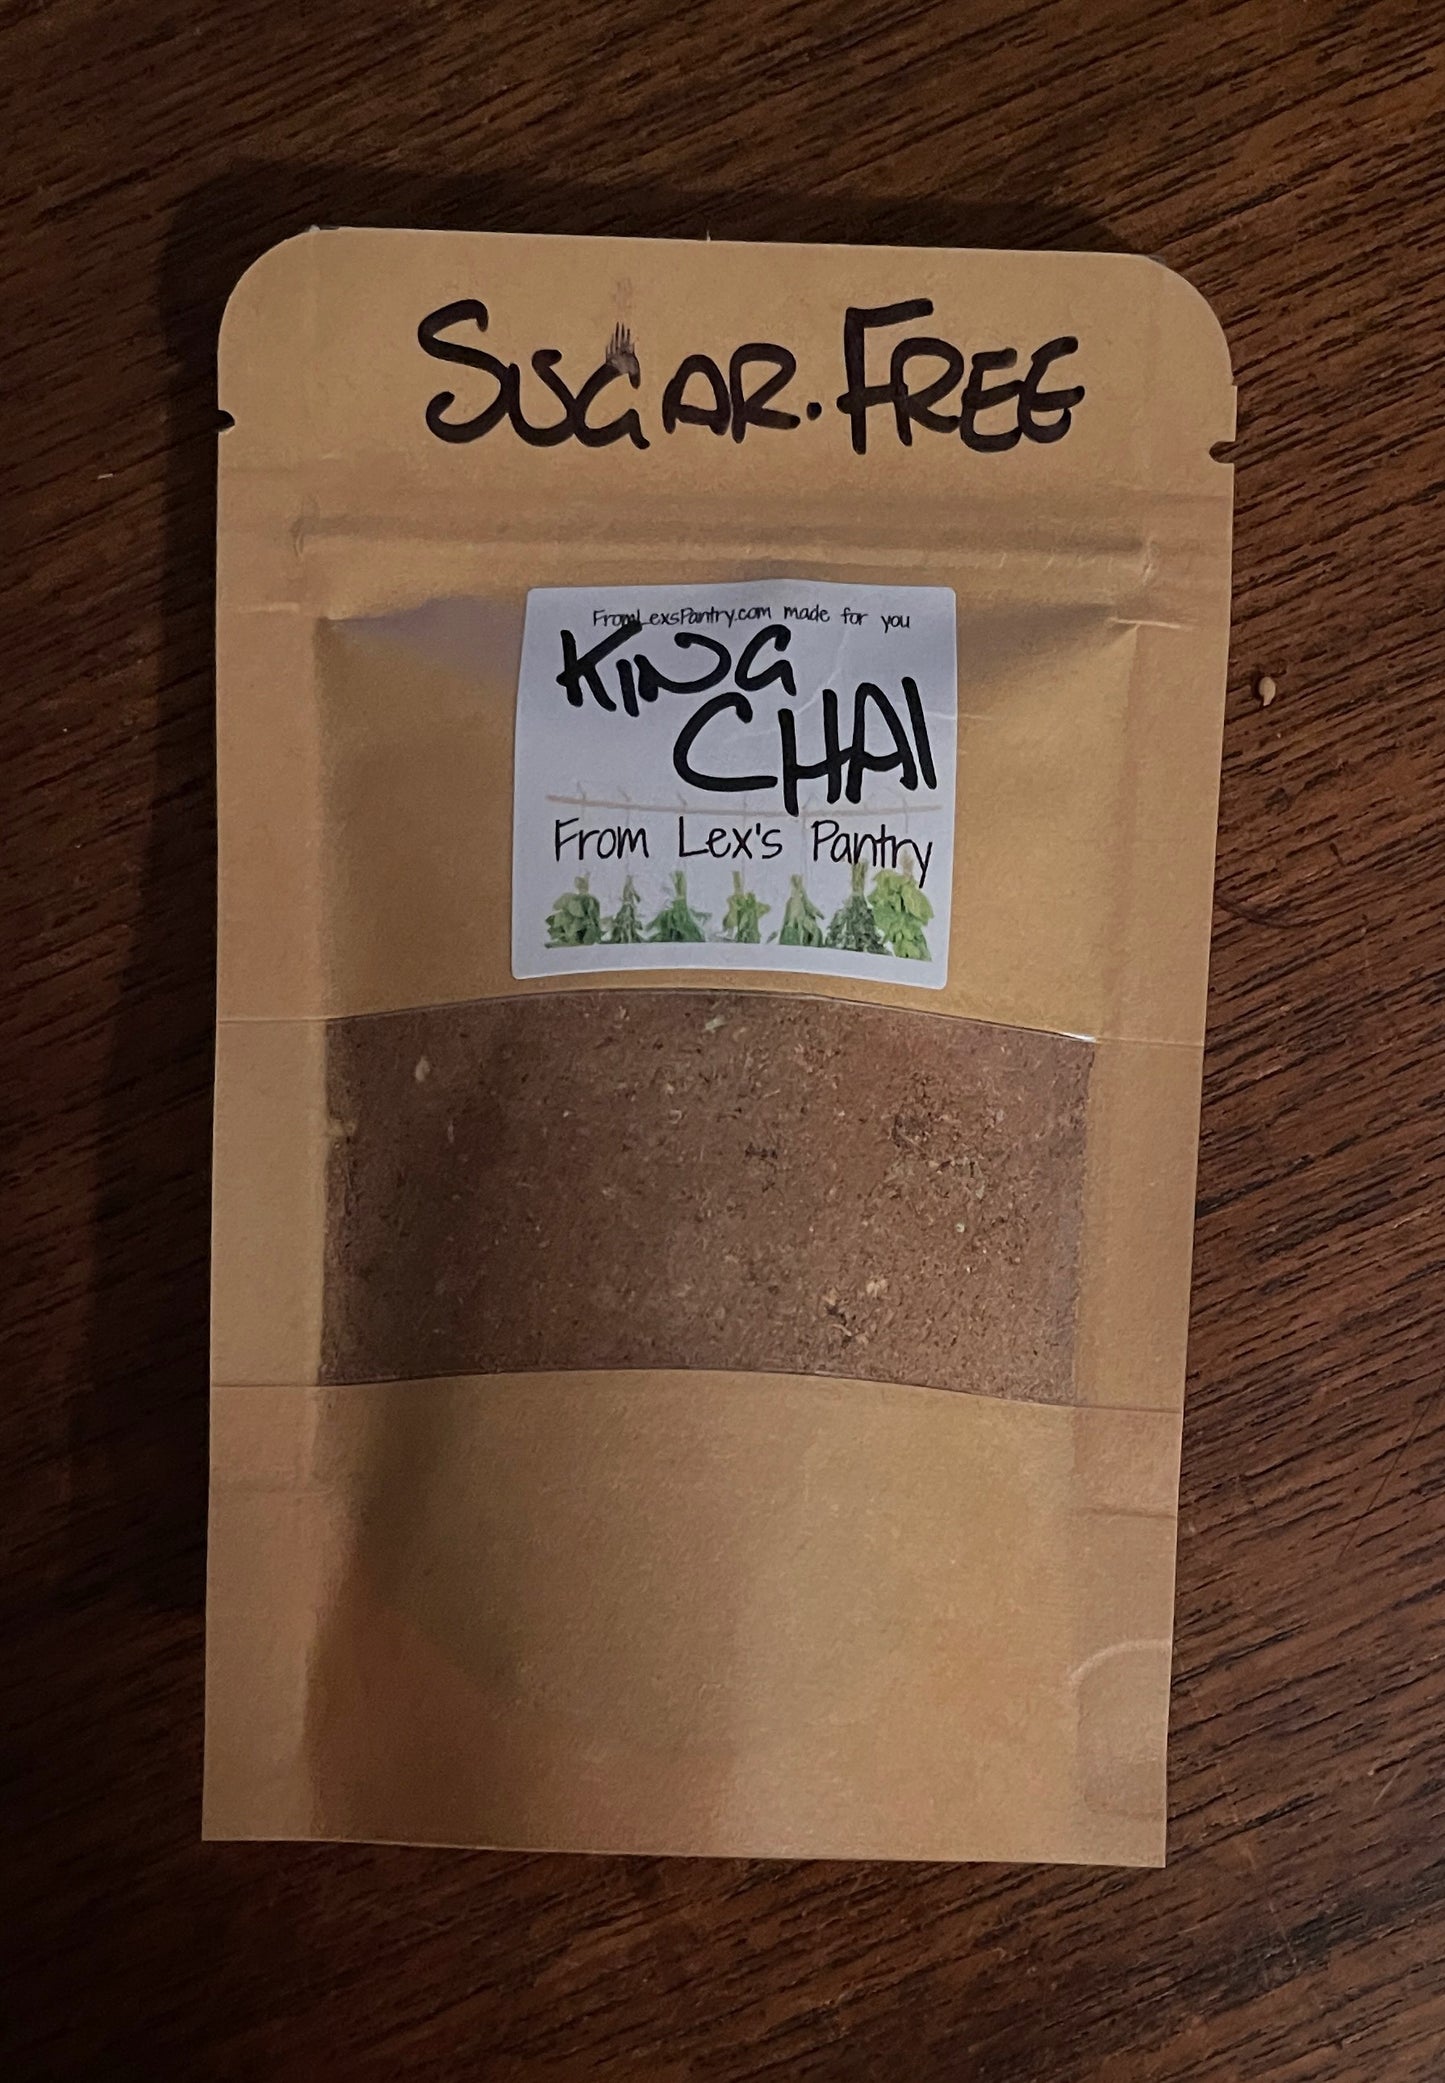 SUGAR.FREE
FromLexsPantry.com made for you
KING
CHAI
From Lex's Pantry